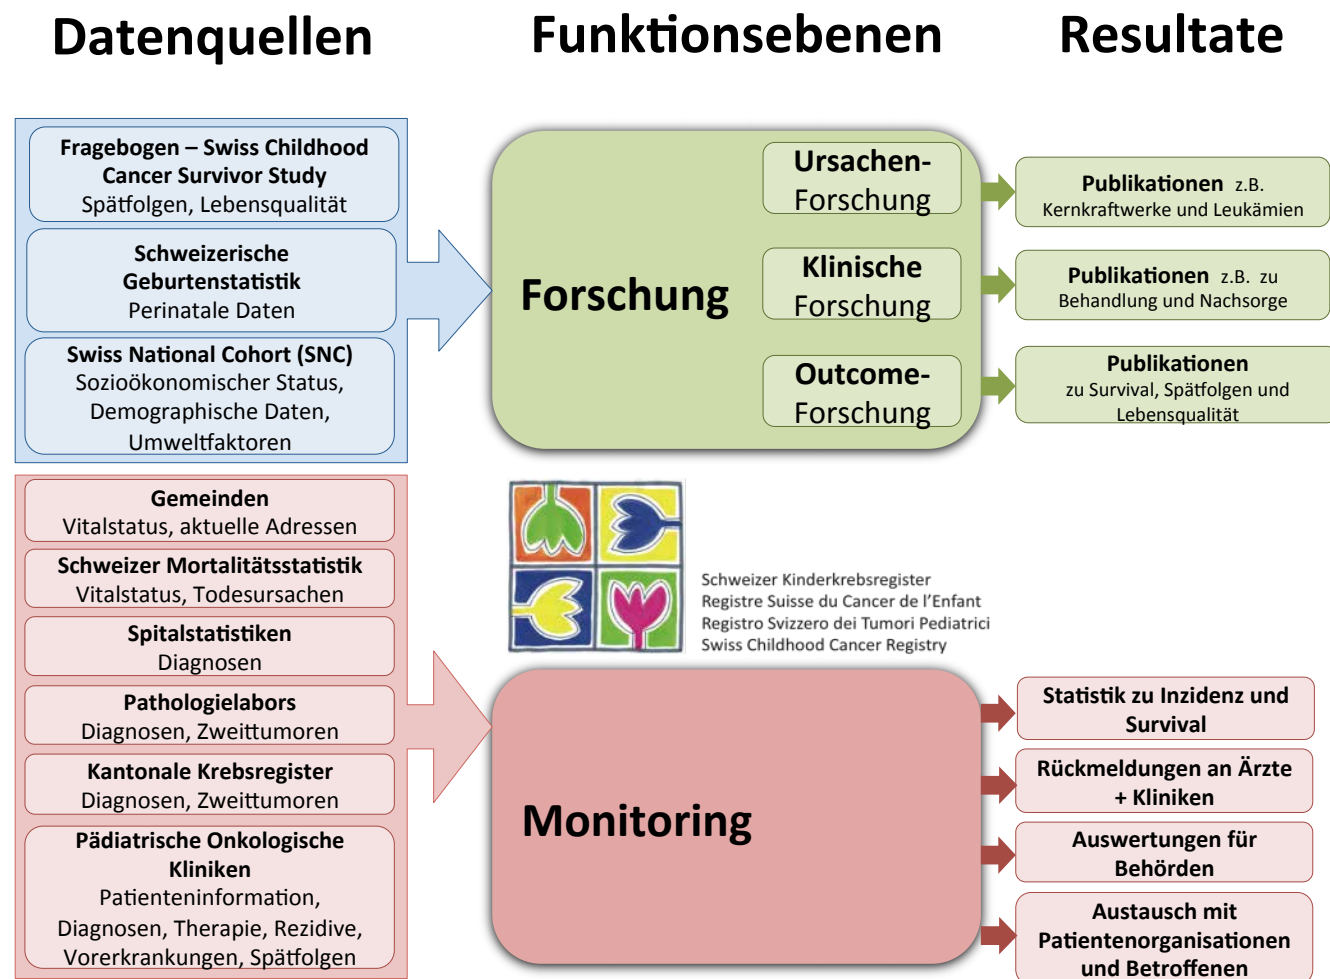 Datenquellen
Funktionsebenen
Resultate
Fragebogen – Swiss Childhood
Cancer Survivor Study
Spätfolgen, Lebensqualität
Schweizerische
Geburtenstatistik
Perinatale Daten
Swiss National Cohort (SNC)
Sozioökonomischer Status,
Demographische Daten,
Umweltfaktoren
Forschung
Ursachen-
Forschung
Klinische
Forschung
Outcome-
Forschung
Publikationen z.B.
Kernkraftwerke und Leukämien
Publikationen z.B. zu
Behandlung und Nachsorge
Publikationen
zu Survival, Spätfolgen und
Lebensqualität
Gemeinden
Vitalstatus, aktuelle Adressen
Schweizer Mortalitätsstatistik
Vitalstatus, Todesursachen
Spitalstatistiken
Diagnosen
Pathologielabors
Diagnosen, Zweittumoren
Kantonale Krebsregister
Diagnosen, Zweittumoren
Pädiatrische Onkologische
Kliniken
Patienteninformation,
Diagnosen, Therapie, Rezidive,
Vorerkrankungen, Spätfolgen
Schweizer Kinderkrebsregister
Registre Suisse du Cancer de l'Enfant
Registro Svizzero dei Tumori Pediatrici
Swiss Childhood Cancer Registry
Monitoring
Statistik zu Inzidenz und
Survival
Rückmeldungen an Ärzte
+ Kliniken
Auswertungen für
Behörden
Austausch mit
Patientenorganisationen
und Betroffenen